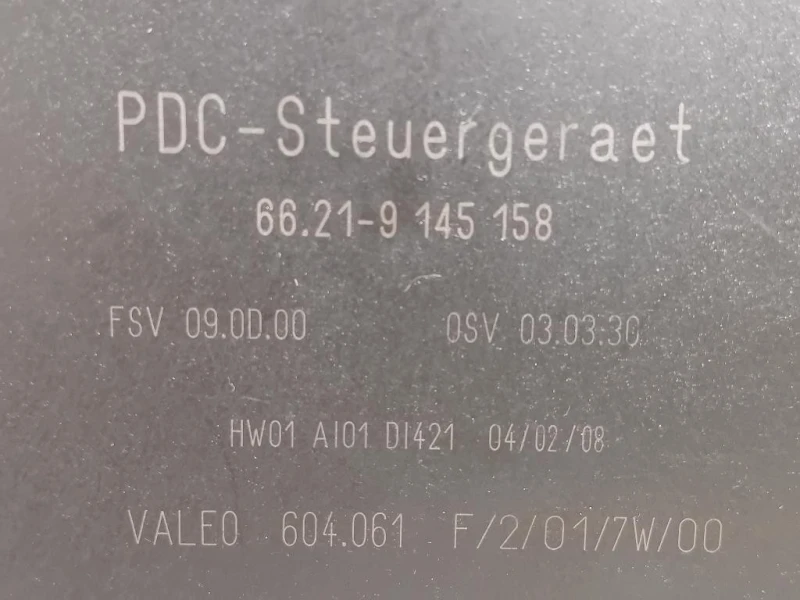 PDC-Steuergeraet
66.21-9 145 158
FSV 09.0D.00 OSV 03.03.30
HW01 AI01 DI421 04/02/08
VALEO 604.061 F/2/01/7W/00